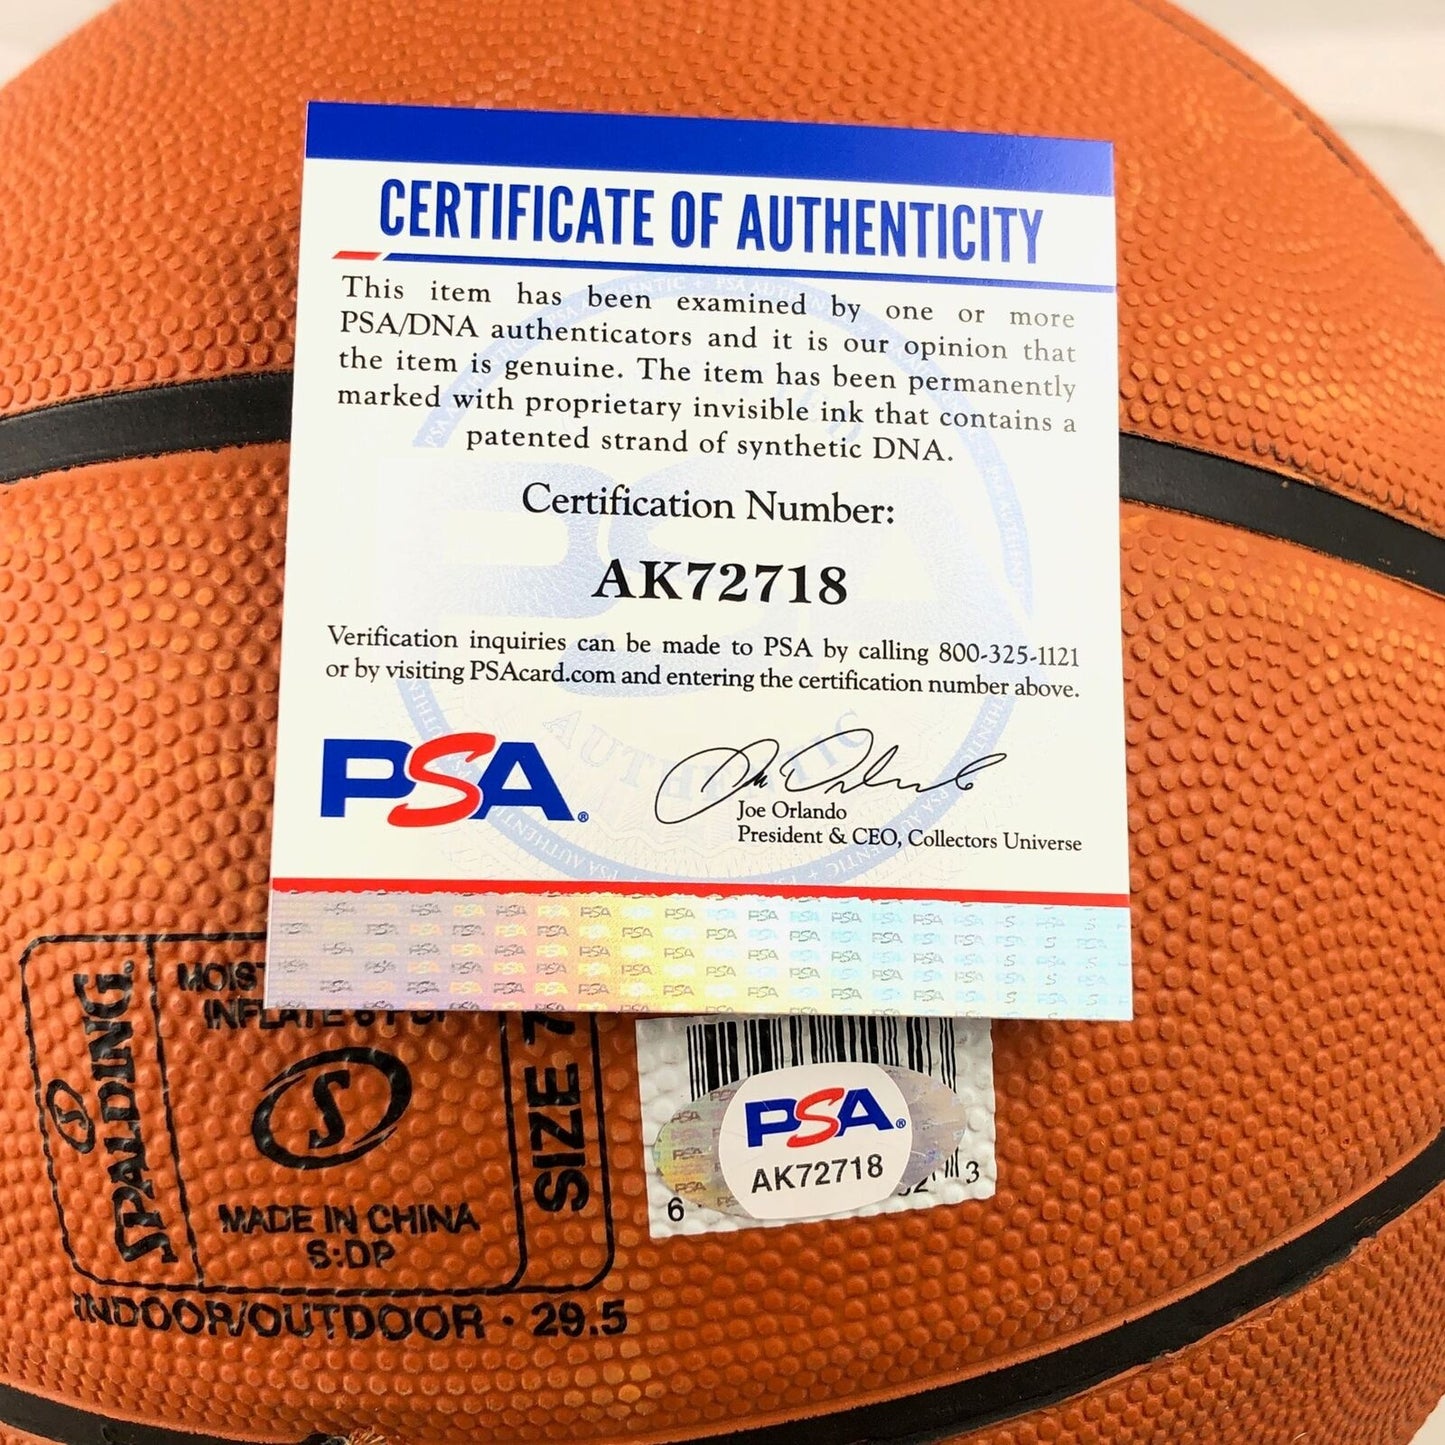 CERTIFICATE OF AUTHENTICITY
This item has been examined by one or more
PSA/DNA authenticators and it is our opinion that
the item is genuine. The item has been permanently
marked with proprietary invisible ink that contains a
patented strand of synthetic DNA.
Certification Number:
AK72718
Verification inquiries can be made to PSA by calling 800-325-1121
or by visiting PSAcard.com and entering the certification number above.
PSA®
Joe Orlando
President & CEO, Collectors Universe
SPALDING
MOIS
INFLATE
S
SIZE 7
MADE IN CHINA
S:DP
INDOOR/OUTDOOR · 29.5
PSA®
AK72718
6
3